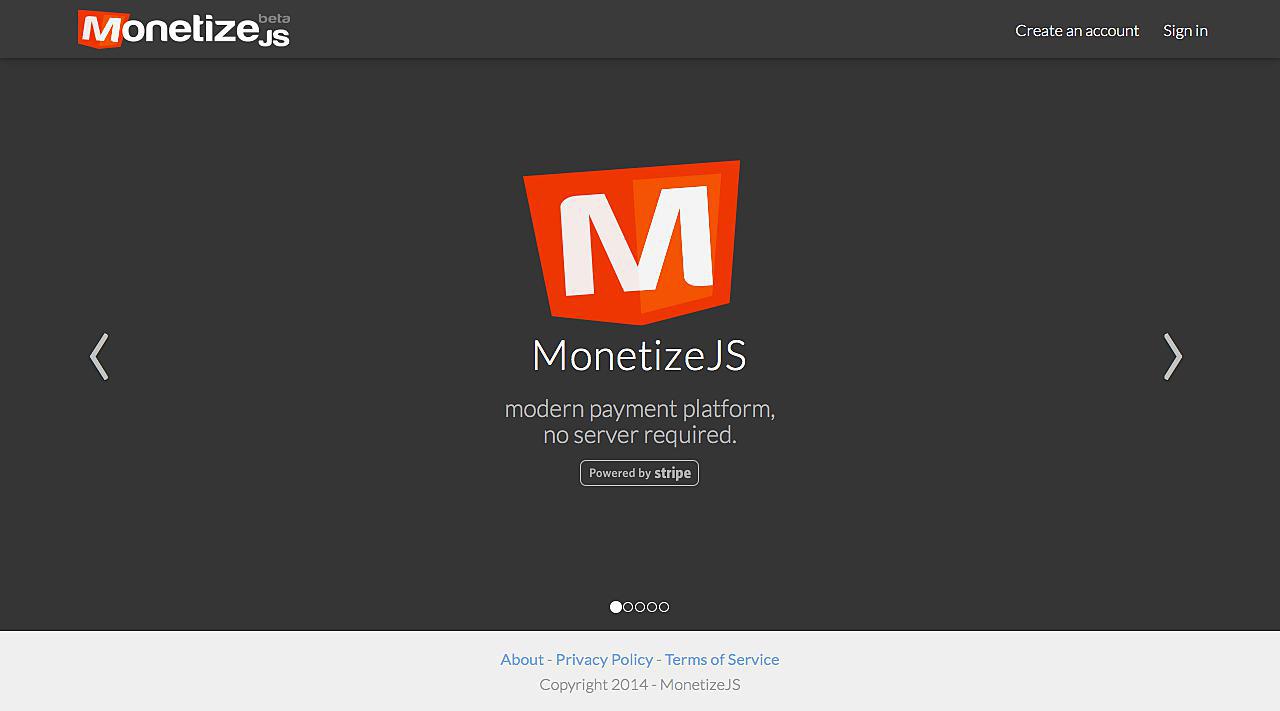 MonetizeJS beta
Create an account
Sign in
M
MonetizeJS
modern payment platform,
no server required.
Powered by stripe
About - Privacy Policy - Terms of Service
Copyright 2014 - MonetizeJS